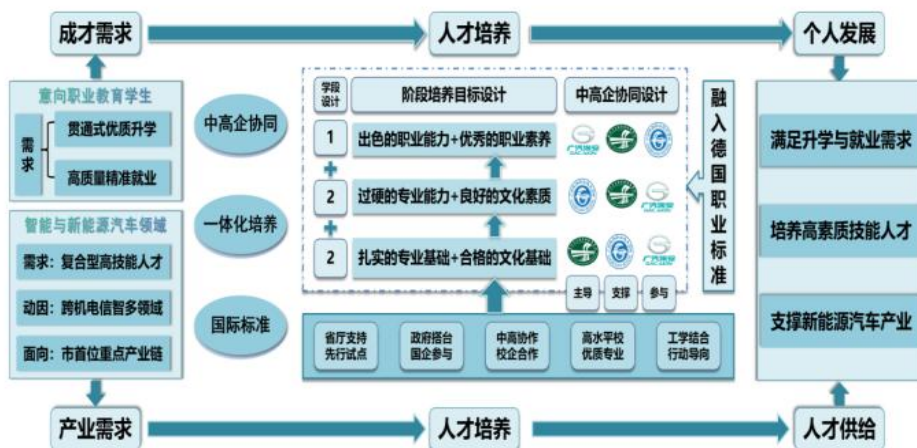 成才需求
人才培养
个人发展
意向职业教育学生
需求
贯通式优质升学
高质量精准就业
智能与新能源汽车领域
需求：复合型高技能人才
动因：跨机电信智多领域
面向：市首位重点产业链
中高企协同
一体化培养
国际标准
学段
设计
阶段培养目标设计
中高企协同设计
1
出色的职业能力+优秀的职业素养
广汽埃安
+
2
过硬的专业能力+良好的文化素质
广汽埃安
+
2
扎实的专业基础+合格的文化基础
广汽埃安
主导
支撑
参与
省厅支持
先行试点
政府搭台
国企参与
中高协作
校企合作
高水平校
优质专业
工学结合
行动导向
融入德国职业标准
满足升学与就业需求
培养高素质技能人才
支撑新能源汽车产业
产业需求
人才培养
人才供给